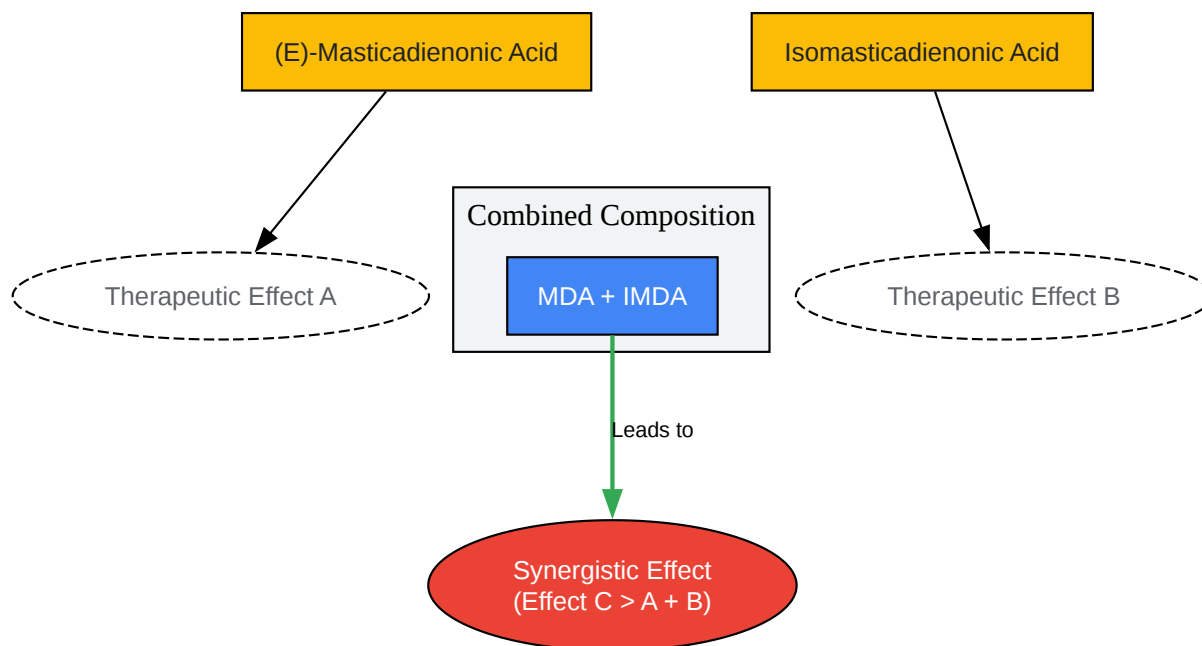 (E)-Masticadienonic Acid
Isomasticadienonic Acid
Combined Composition
MDA + IMDA
Therapeutic Effect A
Therapeutic Effect B
Leads to
Synergistic Effect
(Effect C > A + B)